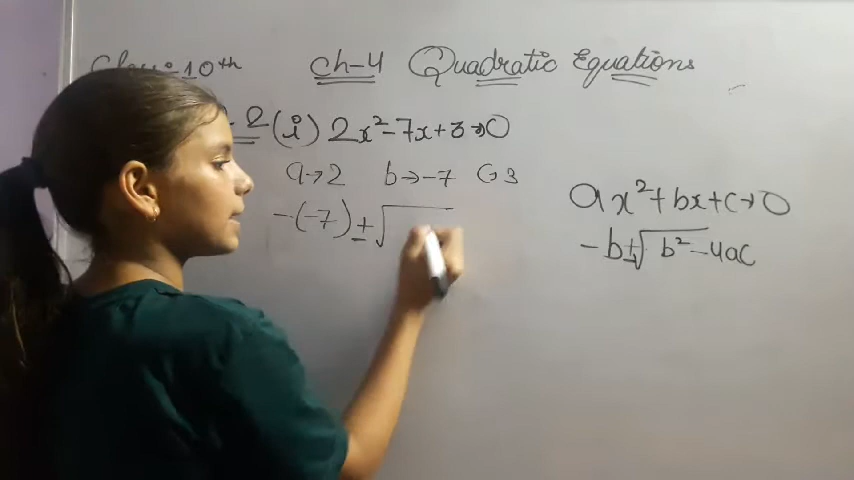 Class 10th Ch-4 Quadratic Equations
2 (i) 2x²-7x+3→0
a→2 b→-7 C→3
-(-7)±√
ax²+bx+c→0
-b±√b²-4ac